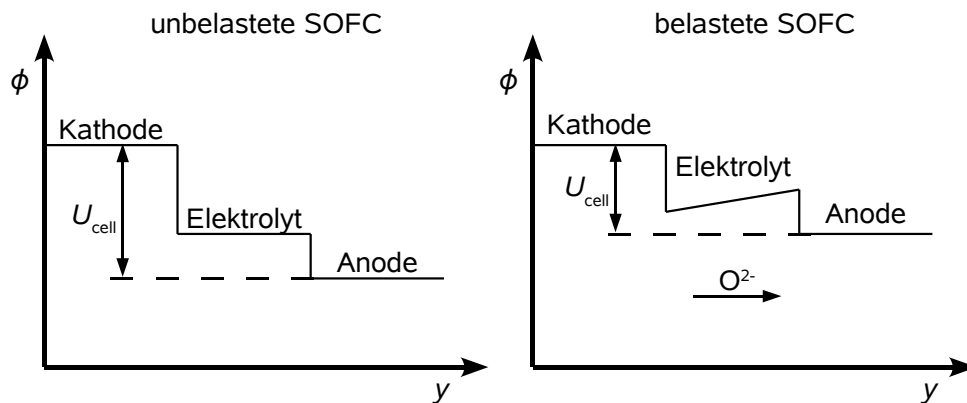 unbelastete SOFC
ϕ
Kathode
U_cell
Elektrolyt
Anode
y
belastete SOFC
ϕ
Kathode
Elektrolyt
U_cell
Anode
O²⁻
y